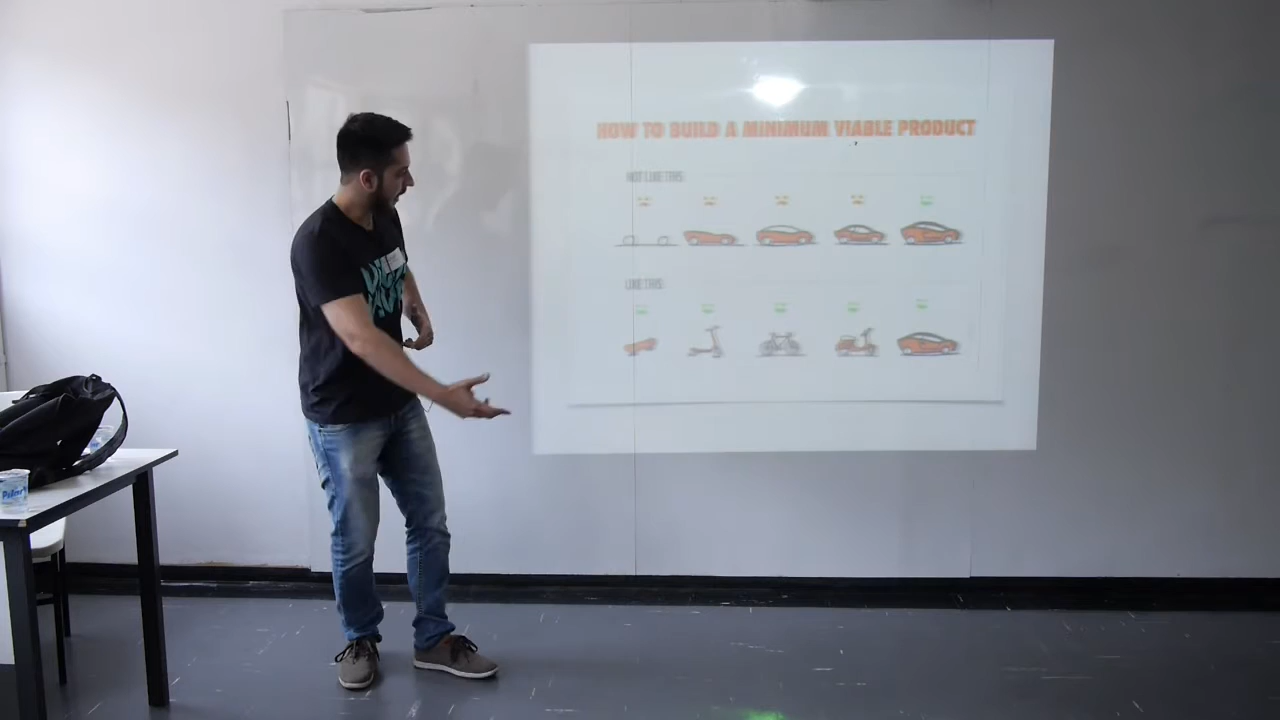 HOW TO BUILD A MINIMUM VIABLE PRODUCT
NOT LIKE THIS:
LIKE THIS: